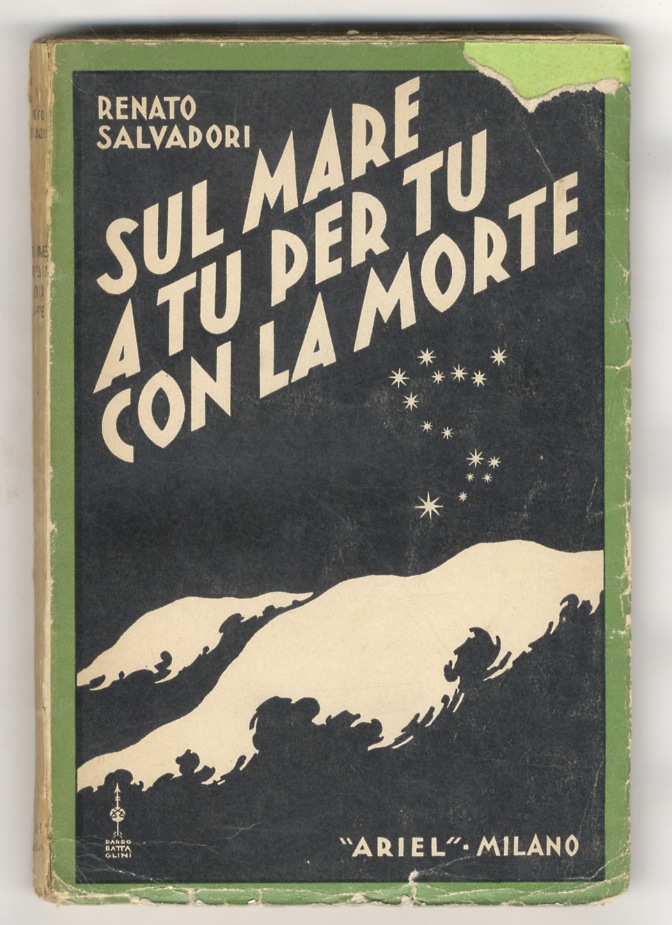 RENATO
SALVADORI
SUL MARE
A TU PER TU
CON LA MORTE
DARDO
BATTA
GLINI
"ARIEL"·MILANO